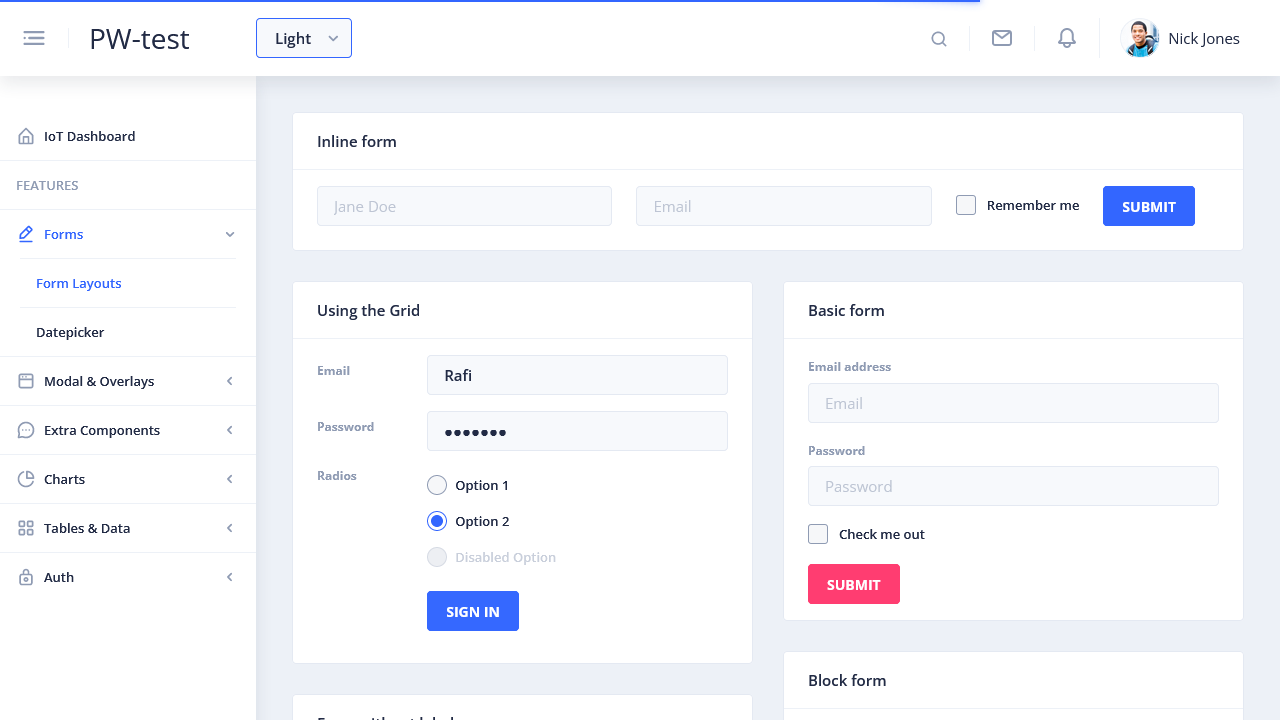 PW-test
Light
Nick Jones
IoT Dashboard
FEATURES
Forms
Form Layouts
Datepicker
Modal & Overlays
Extra Components
Charts
Tables & Data
Auth
Inline form
Jane Doe
Email
Remember me
SUBMIT
Using the Grid
Email
Rafi
Password
•••••••
Radios
Option 1
Option 2
Disabled Option
SIGN IN
Basic form
Email address
Email
Password
Password
Check me out
SUBMIT
Block form